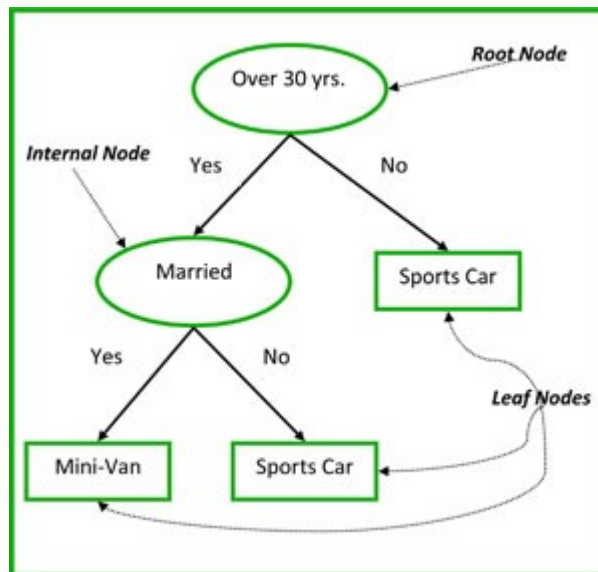 Root Node
Over 30 yrs.
Internal Node
Yes
No
Married
Sports Car
Yes
No
Leaf Nodes
Mini-Van
Sports Car